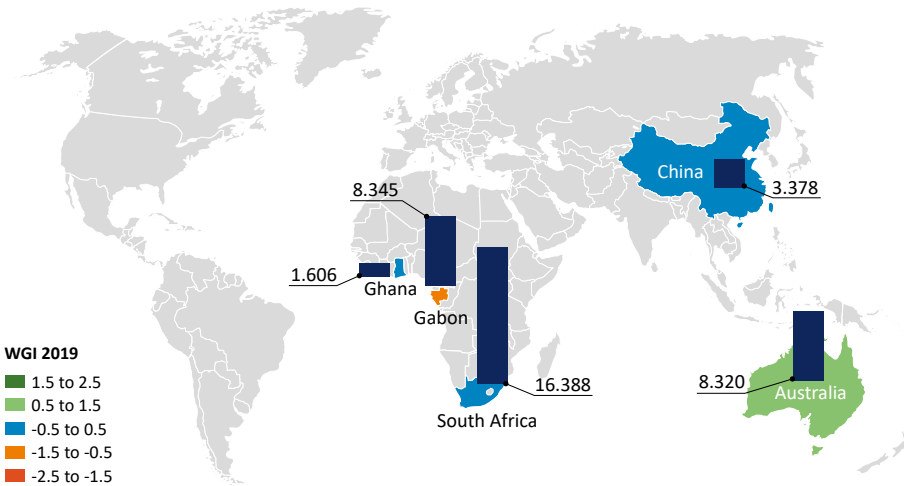 China
3.378
8.345
1.606
Ghana
Gabon
16.388
South Africa
8.320
Australia
WGI 2019
1.5 to 2.5
0.5 to 1.5
-0.5 to 0.5
-1.5 to -0.5
-2.5 to -1.5